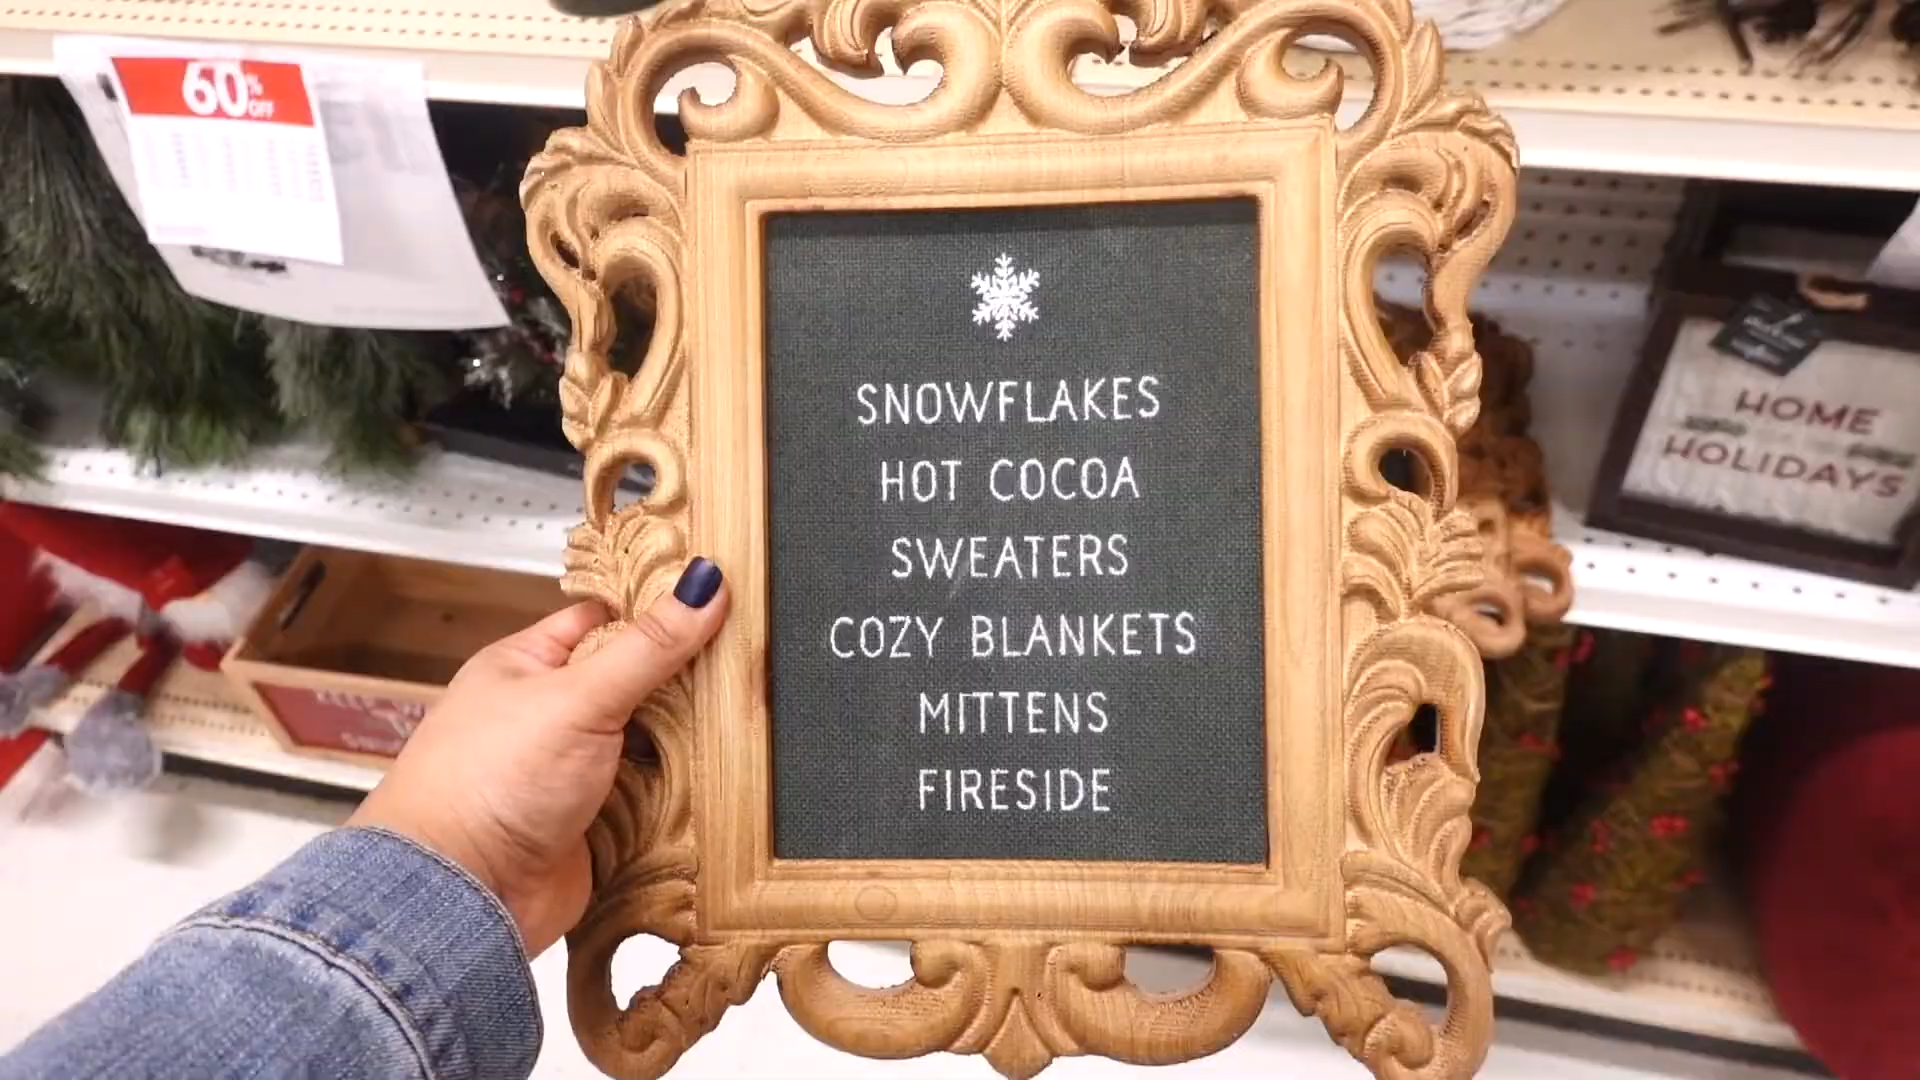 60% OFF
SNOWFLAKES
HOT COCOA
SWEATERS
COZY BLANKETS
MITTENS
FIRESIDE
HOME
HOLIDAYS